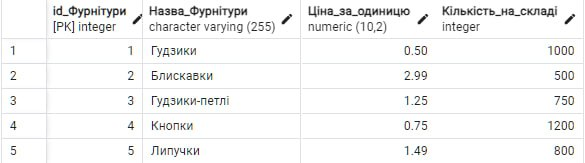 id_Фурнітури Назва_Фурнітури Ціна_за_одиницю Кількість_на_складі
[PK] integer character varying (255) numeric (10,2) integer
1 1 Гудзики 0.50 1000
2 2 Блискавки 2.99 500
3 3 Гудзики-петлі 1.25 750
4 4 Кнопки 0.75 1200
5 5 Липучки 1.49 800